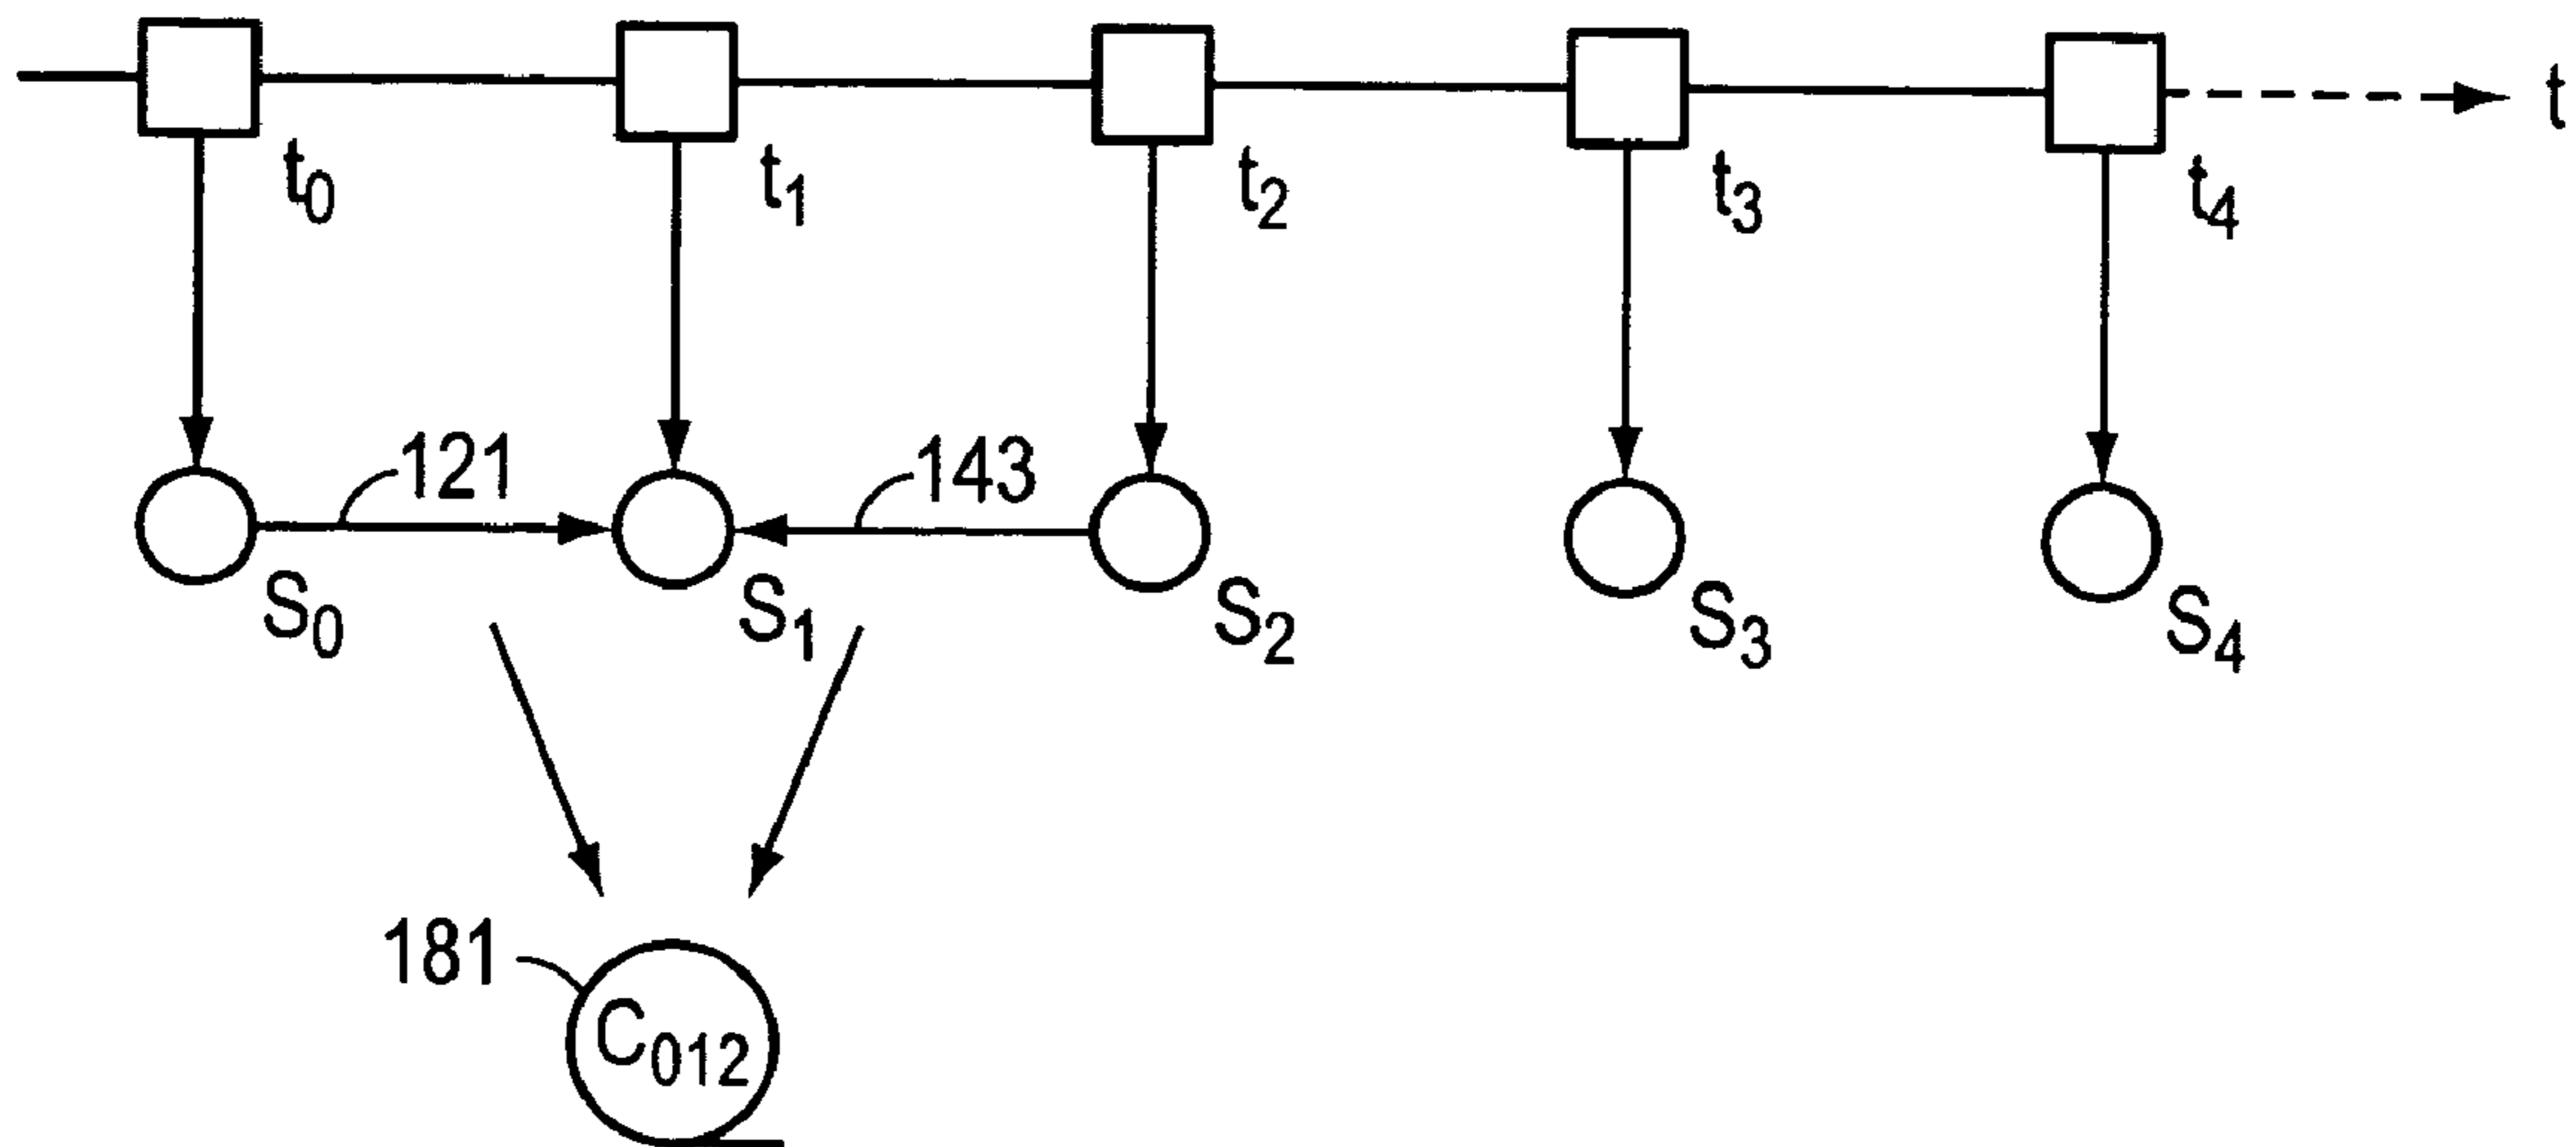 t
t₀ t₁ t₂ t₃ t₄
121 143
S₀ S₁ S₂ S₃ S₄
181
C₀₁₂